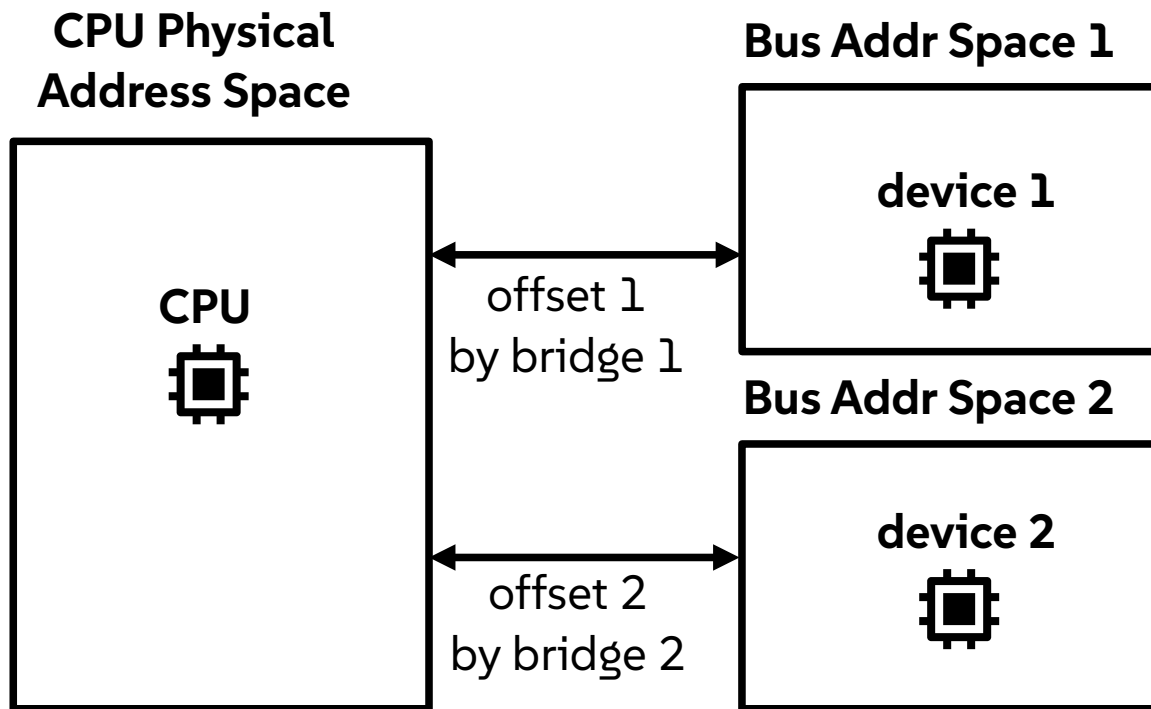 CPU Physical
Address Space
CPU
offset 1
by bridge 1
offset 2
by bridge 2
Bus Addr Space 1
device 1
Bus Addr Space 2
device 2